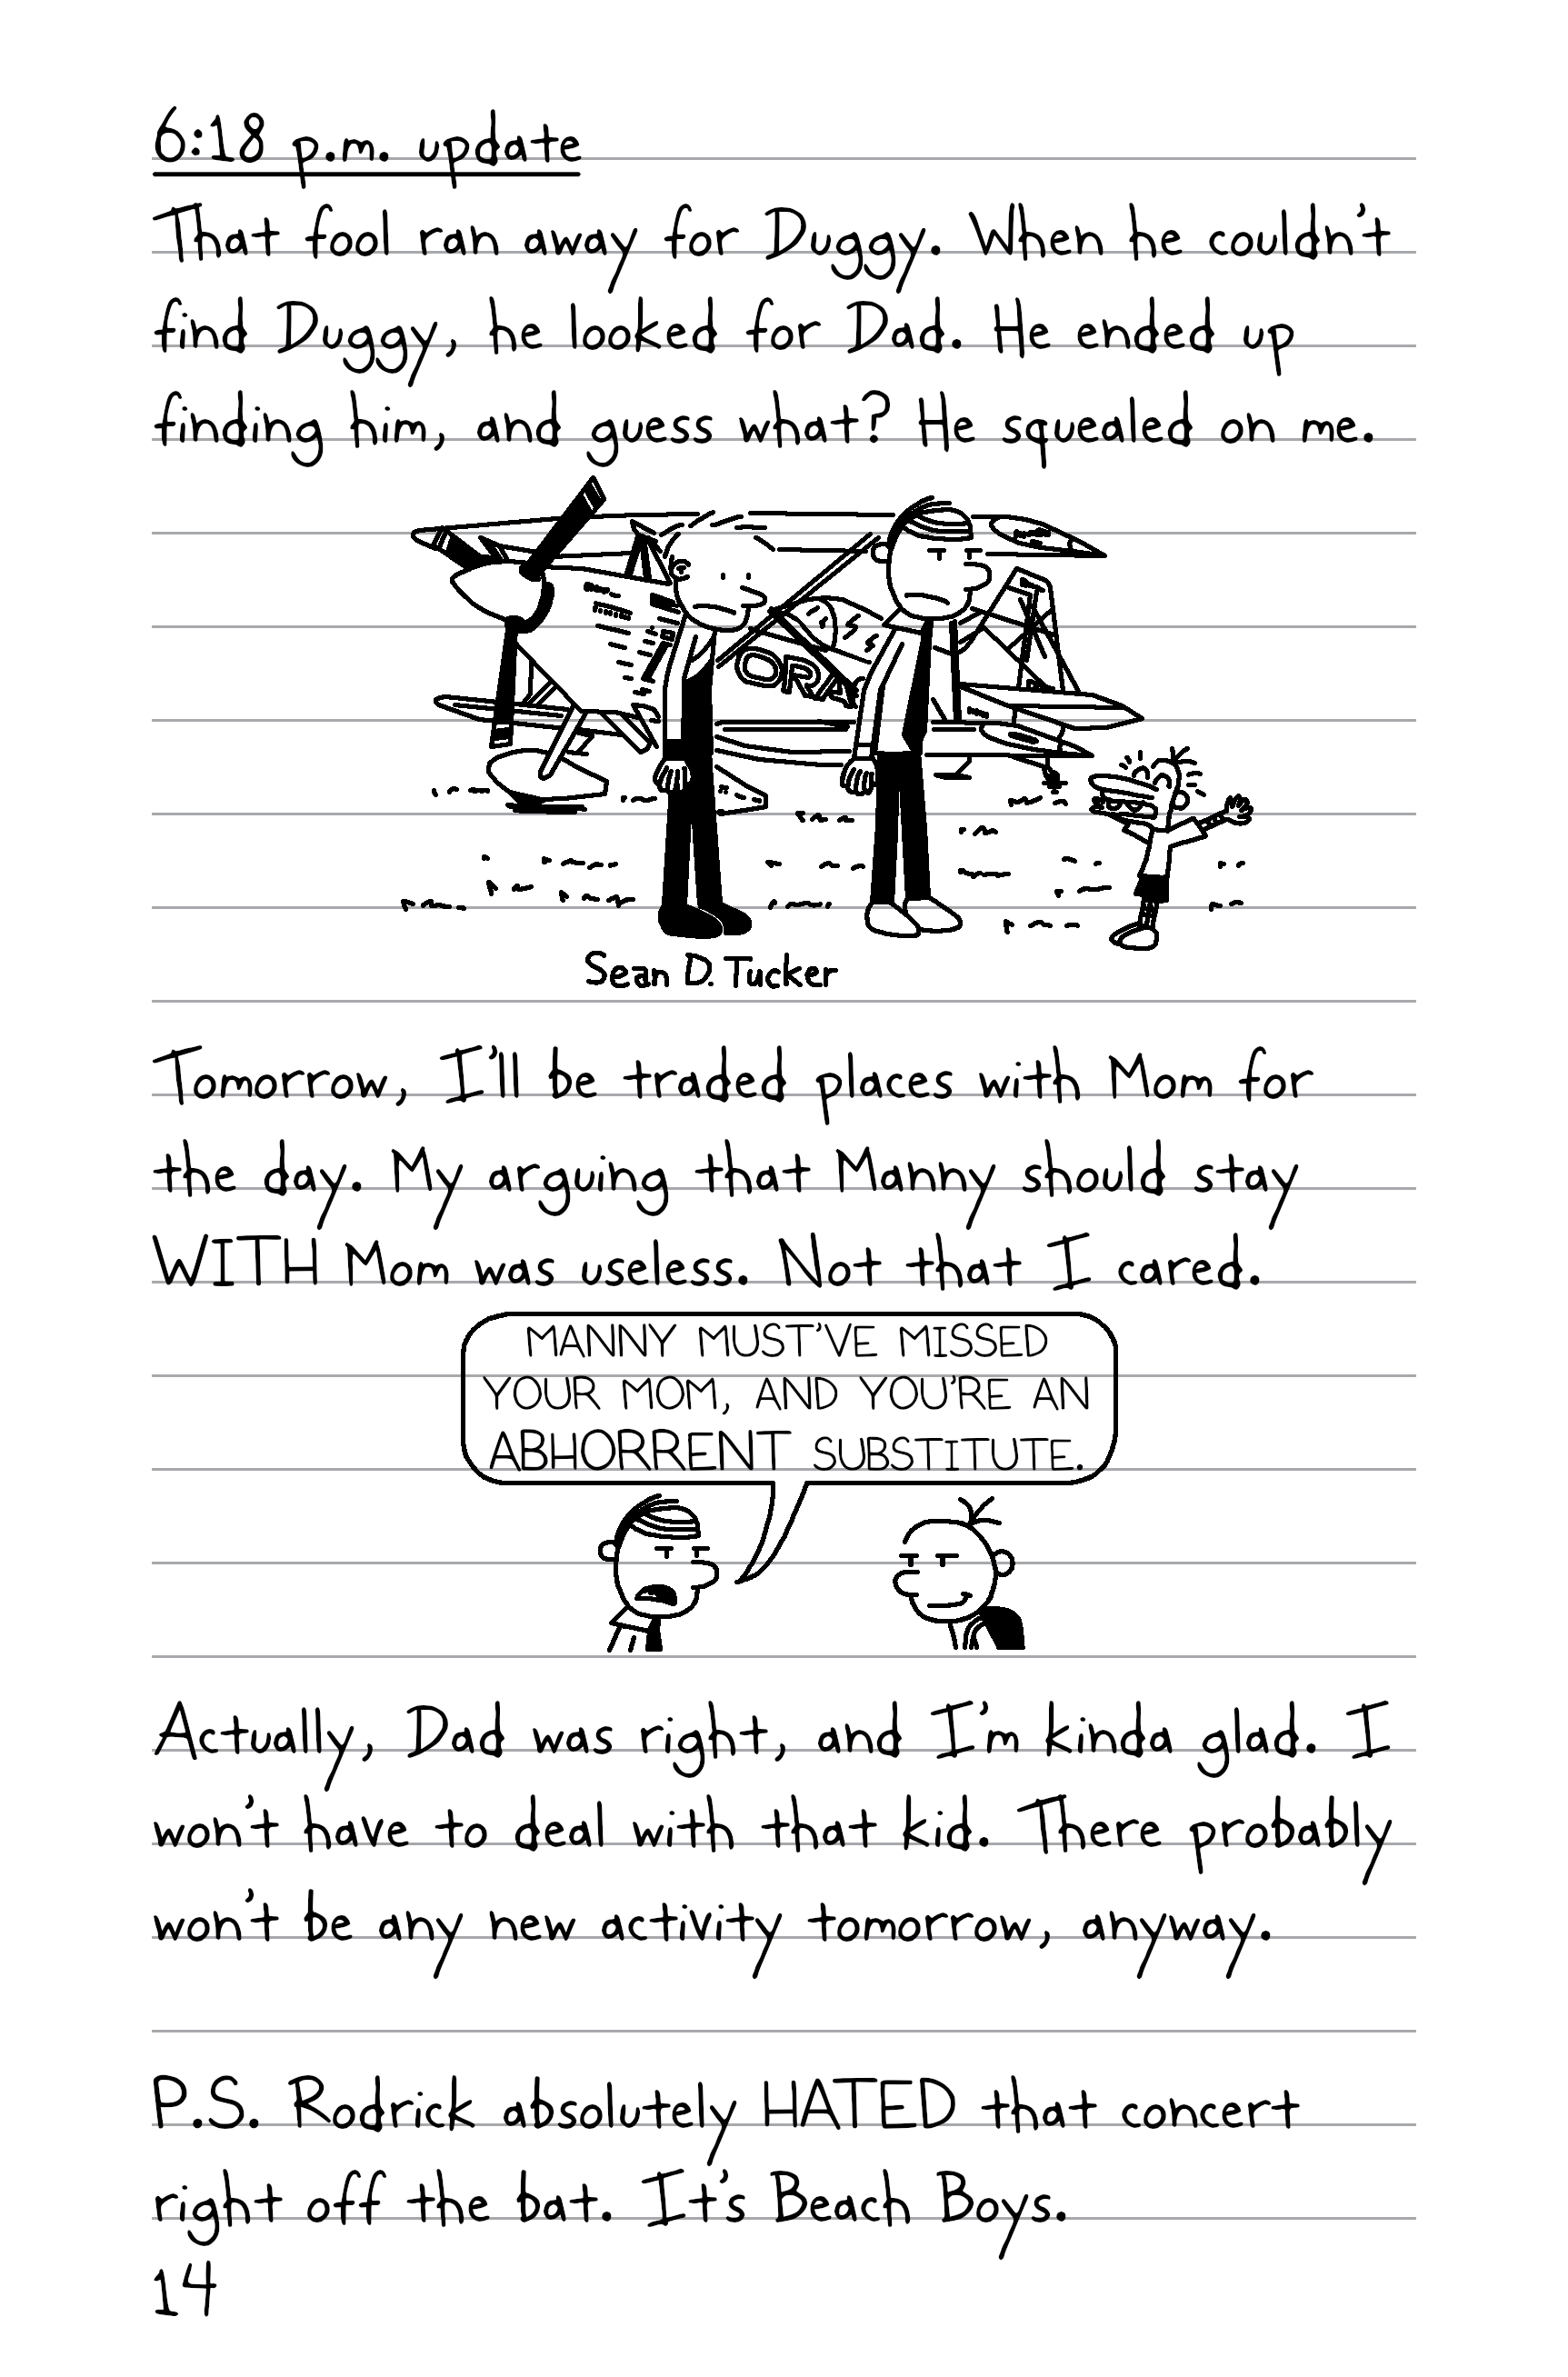 6:18 p.m. update
That fool ran away for Duggy. When he couldn't
find Duggy, he looked for Dad. He ended up
finding him, and guess what? He squealed on me.
ORA
Sean D. Tucker
Tomorrow, I'll be traded places with Mom for
the day. My arguing that Manny should stay
WITH Mom was useless. Not that I cared.
MANNY MUST'VE MISSED
YOUR MOM, AND YOU'RE AN
ABHORRENT SUBSTITUTE.
Actually, Dad was right, and I'm kinda glad. I
won't have to deal with that kid. There probably
won't be any new activity tomorrow, anyway.
P.S. Rodrick absolutely HATED that concert
right off the bat. It's Beach Boys.
14